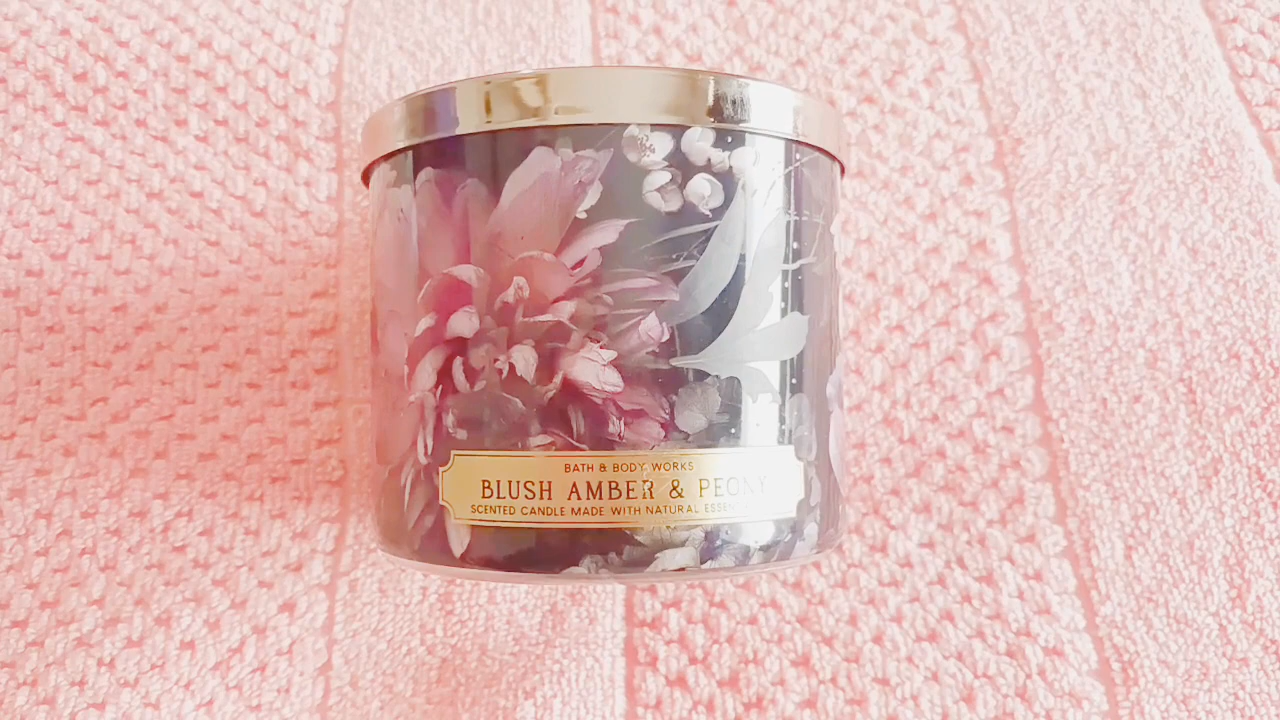 BATH & BODY WORKS
BLUSH AMBER & PEONY
SCENTED CANDLE MADE WITH NATURAL